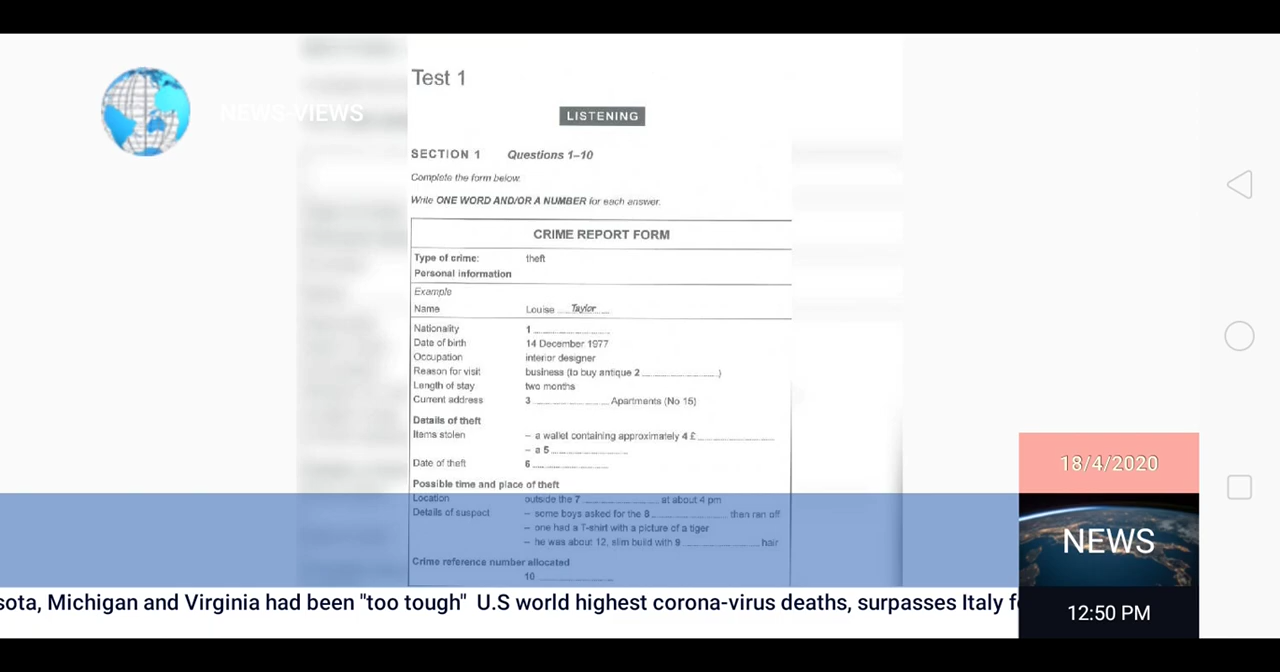 NEWS-VIEWS
Test 1
LISTENING
SECTION 1 Questions 1–10
Complete the form below.
Write ONE WORD AND/OR A NUMBER for each answer.
CRIME REPORT FORM
Type of crime: theft
Personal information
Example
Name Louise Taylor
Nationality 1
Date of birth 14 December 1977
Occupation interior designer
Reason for visit business (to buy antique 2 ............)
Length of stay two months
Current address 3 ............ Apartments (No 15)
Details of theft
Items stolen – a wallet containing approximately 4 £ ............
– a 5 ............
Date of theft 6 ............
Possible time and place of theft
Location outside the 7 ............ at about 4 pm
Details of suspect – some boys asked for the 8 ............ then ran off
– one had a T-shirt with a picture of a tiger
– he was about 12, slim build with 9 ............ hair
Crime reference number allocated
10 ............
18/4/2020
NEWS
12:50 PM
sota, Michigan and Virginia had been "too tough" U.S world highest corona-virus deaths, surpasses Italy f